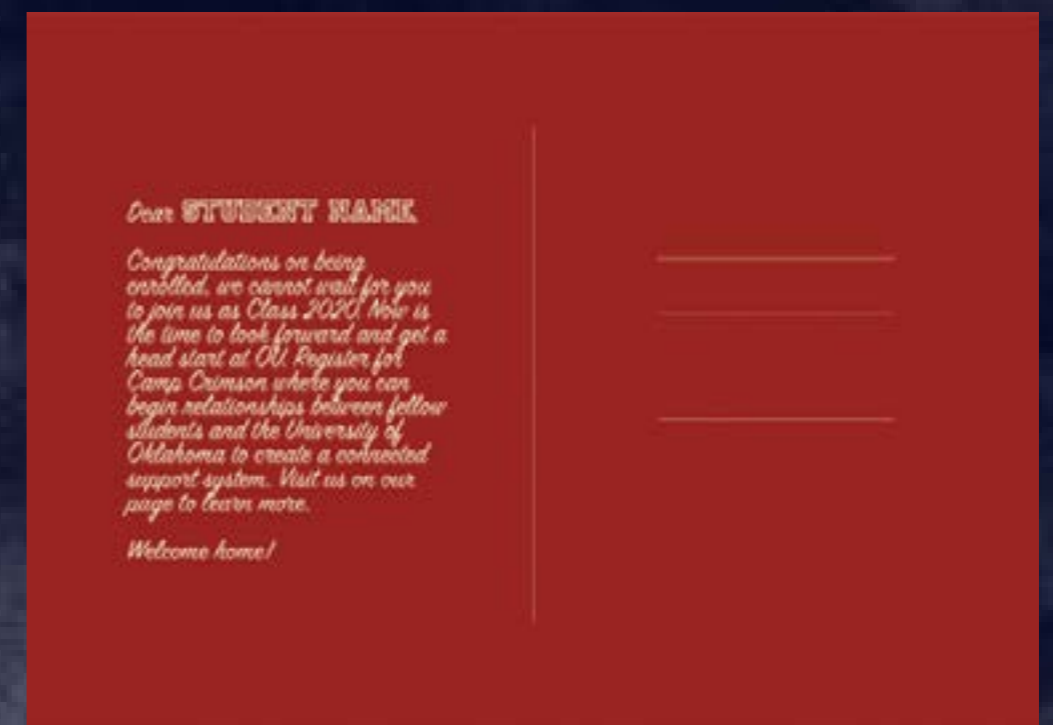 Dear STUDENT NAME
Congratulations on being
enrolled, we cannot wait for you
to join us as Class 2020. Now is
the time to look forward and get a
head start at OU. Register for
Camp Crimson where you can
begin relationships between fellow
students and the University of
Oklahoma to create a connected
support system. Visit us on our
page to learn more.
Welcome home!